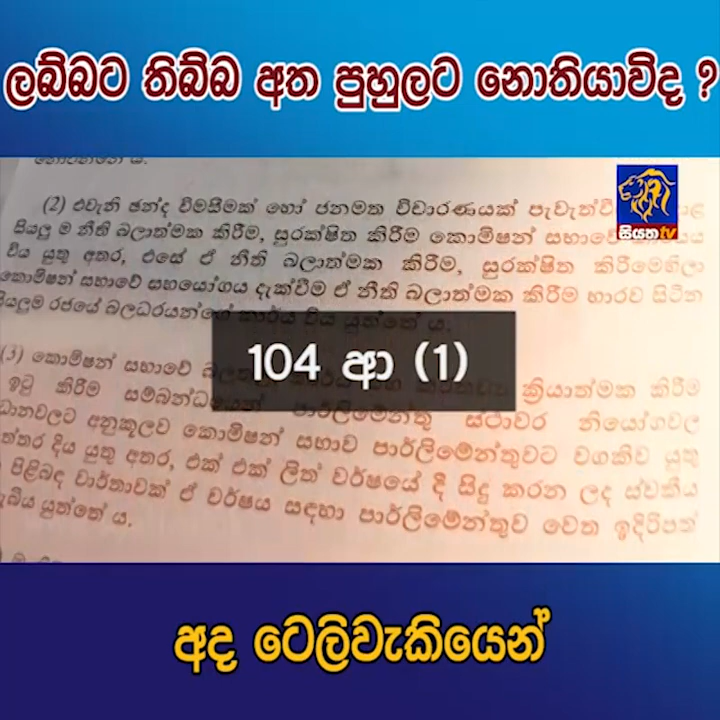 ලබ්බට තිබ්බ අත පුහුලට නොතියාවිද ?
(2) එවැනි ඡන්ද විමසීමක් හෝ ජනමත විචාරණයක් පැවැත්වී
සියලු ම නීති බලාත්මක කිරීම, සුරක්ෂිත කිරීම කොමිෂන් සභාවේ
විය යුතු අතර, එසේ ඒ නීති බලාත්මක කිරීම, සුරක්ෂිත කිරීමෙහිලා
කොමිෂන් සභාවේ සහයෝගය දැක්වීම ඒ නීති බලාත්මක කිරීම භාරව සිටින
සියලුම රජයේ බලධරයන්ගේ කාර්ය විය යුත්තේ ය.
සියත tv
104 ආ (1)
(3) කොමිෂන් සභාවේ ක්‍රියාත්මක කිරීම
ඉටු කිරීම සම්බන්ධයෙන් පාර්ලිමේන්තු ස්ථාවර නියෝගවල
අනුකූලව කොමිෂන් සභාව පාර්ලිමේන්තුවට වගකිව යුතු
දිය යුතු අතර, එක් එක් ලිත් වර්ෂයේ දී සිදු කරන ලද ස්වකීය
පිළිබඳ වාර්තාවක් ඒ වර්ෂය සඳහා පාර්ලිමේන්තුව වෙත ඉදිරිපත්
යුත්තේ ය.
අද ටෙලිවැකියෙන්